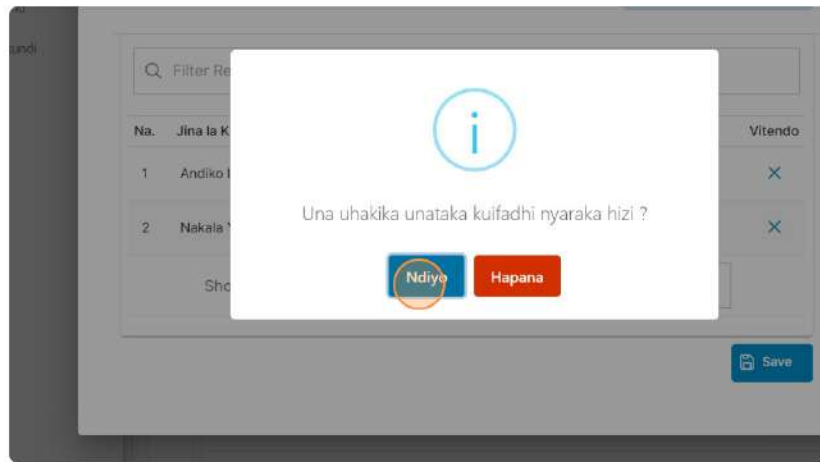 Filter Re
Na. Jina la K Vitendo
1 Andiko
2 Nakala
Una uhakika unataka kuifadhi nyaraka hizi ?
Ndiyo Hapana
Sho
Save